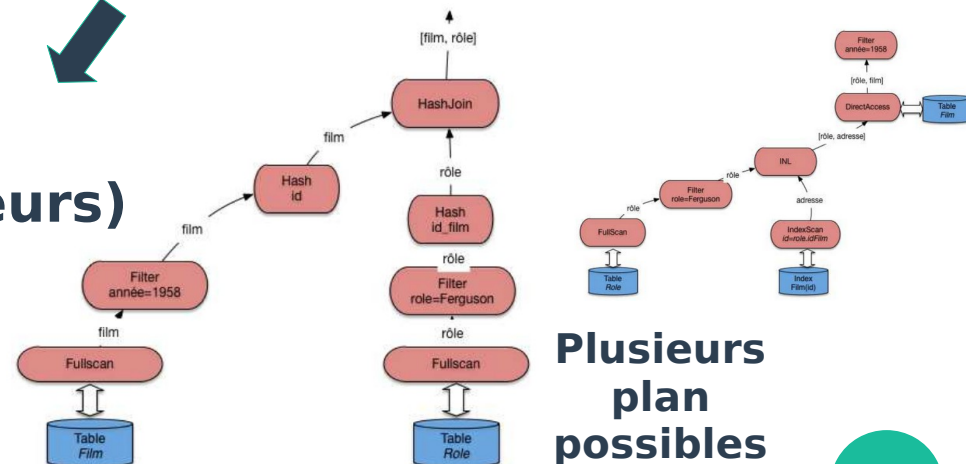 eurs)
[film, rôle]
HashJoin
film
rôle
Hash
id
Hash
id_film
film
rôle
Filter
année=1958
Filter
role=Ferguson
film
rôle
Fullscan
Fullscan
Table
Film
Table
Role
Filter
année=1958
[rôle, film]
DirectAccess
Table
Film
[rôle, adresse]
INL
rôle
Filter
role=Ferguson
adresse
rôle
FullScan
IndexScan
id=role.idFilm
Table
Role
Index
Film(id)
Plusieurs
plan
possibles